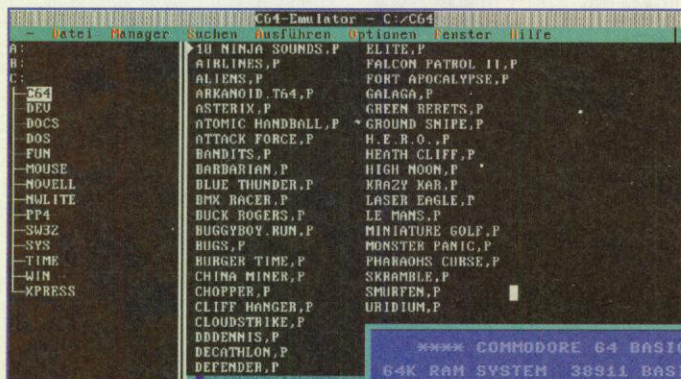 C64-Emulator - C:/C64
- Datei Manager Suchen Ausführen Optionen Fenster Hilfe
A:
B:
C:
C64
DEV
DOCS
DOS
FUN
MOUSE
NOVELL
NWLITE
PP4
SW32
SYS
TIME
WIN
XPRESS
10 NINJA SOUNDS,P
AIRLINES,P
ALIENS,P
ARKANOID.T64,P
ASTERIX,P
ATOMIC HANDBALL,P
ATTACK FORCE,P
BANDITS,P
BARBARIAN,P
BLUE THUNDER,P
BMX RACER,P
BUCK ROGERS,P
BUGGYBOY.RUN,P
BUGS,P
BURGER TIME,P
CHINA MINER,P
CHOPPER,P
CLIFF HANGER,P
CLOUDSTRIKE,P
DDDENNIS,P
DECATHLON,P
DEFENDER,P
ELITE,P
FALCON PATROL II,P
FORT APOCALYPSE,P
GALAGA,P
GREEN BERETS,P
GROUND SNIPE,P
H.E.R.O.,P
HEATH CLIFF,P
HIGH NOON,P
KRAZY KAR,P
LASER EAGLE,P
LE MANS,P
MINIATURE GOLF,P
MONSTER PANIC,P
PHARAOHS CURSE,P
SKRAMBLE,P
SMURFEN,P
URIDIUM,P
**** COMMODORE 64 BASIC
64K RAM SYSTEM 38911 BASI